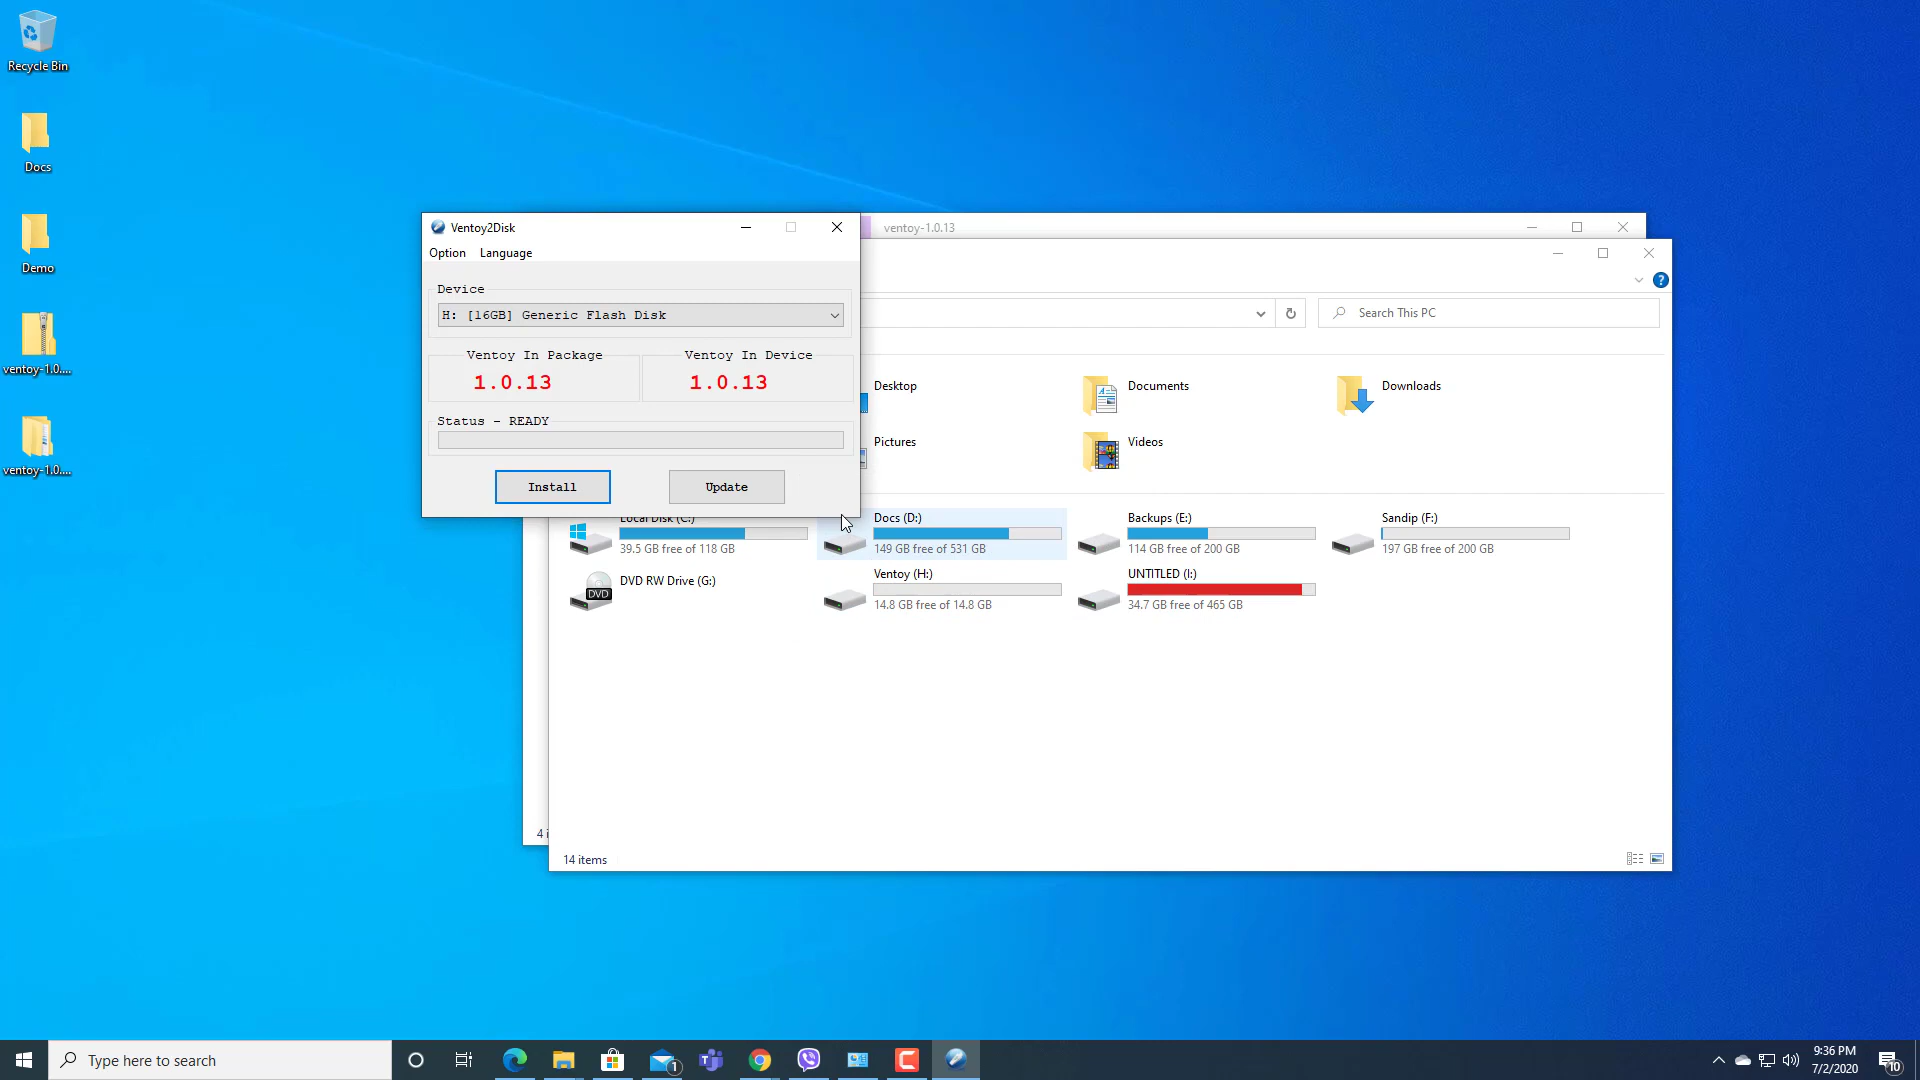 Recycle Bin
Docs
Demo
ventoy-1.0....
ventoy-1.0....
Ventoy2Disk
Option Language
Device
H: [16GB] Generic Flash Disk
Ventoy In Package
1.0.13
Ventoy In Device
1.0.13
Status - READY
Install
Update
ventoy-1.0.13
?
Search This PC
Desktop
Documents
Downloads
Pictures
Videos
Local Disk (C:)
39.5 GB free of 118 GB
Docs (D:)
149 GB free of 531 GB
Backups (E:)
114 GB free of 200 GB
Sandip (F:)
197 GB free of 200 GB
DVD
DVD RW Drive (G:)
Ventoy (H:)
14.8 GB free of 14.8 GB
UNTITLED (I:)
34.7 GB free of 465 GB
4 i
14 items
Type here to search
1
9:36 PM
7/2/2020
10